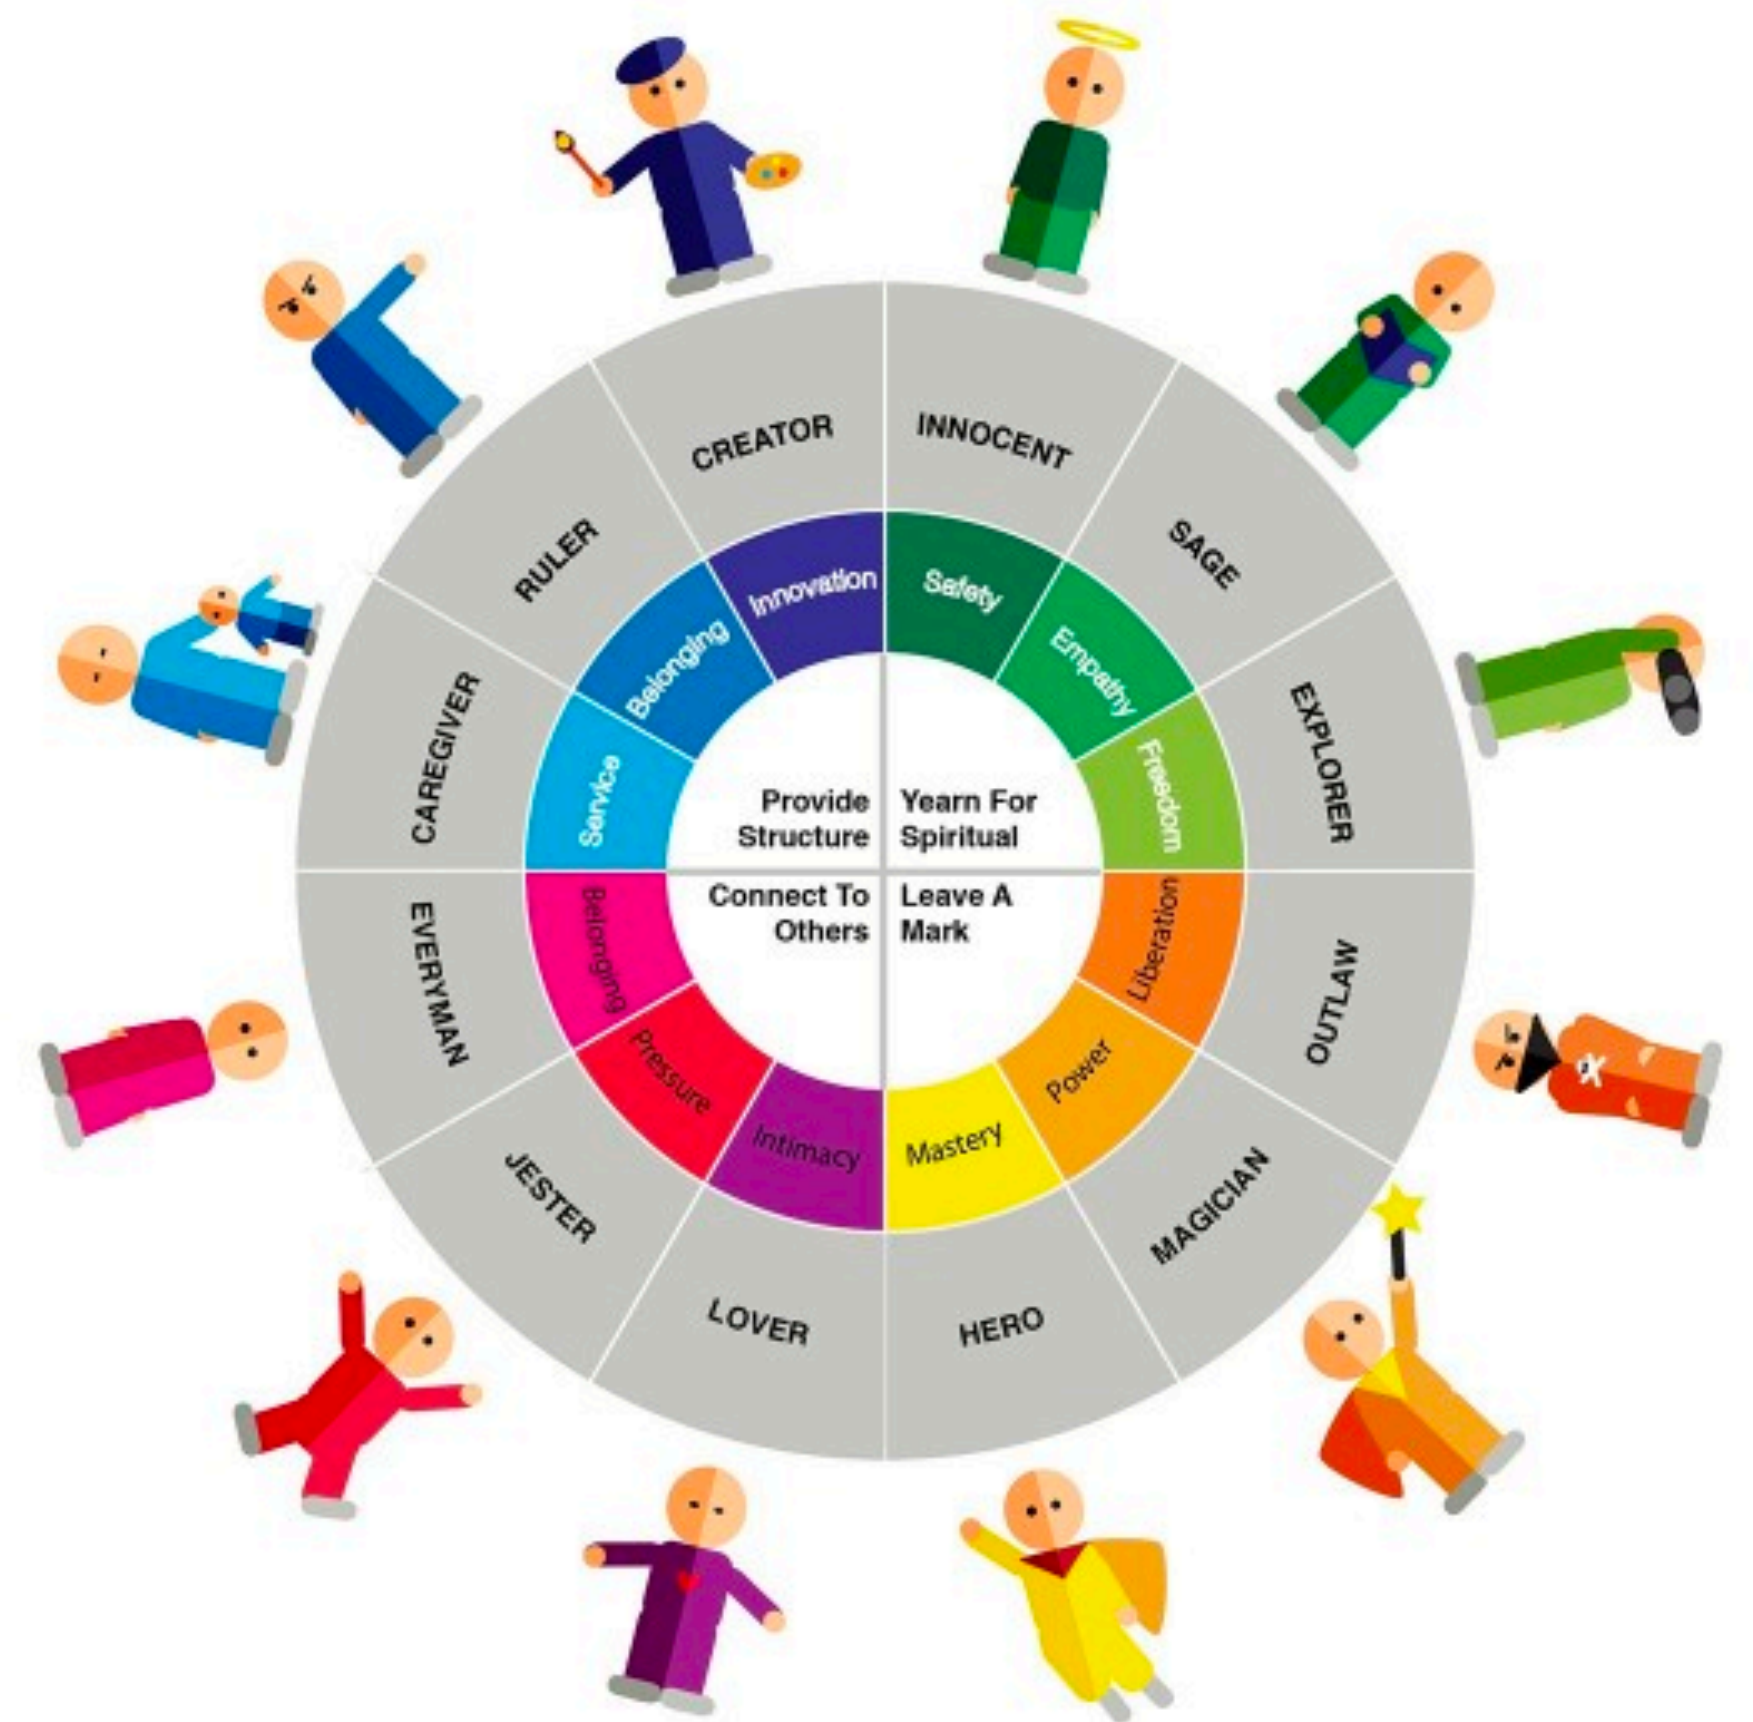 CREATOR
INNOCENT
SAGE
EXPLORER
OUTLAW
MAGICIAN
HERO
LOVER
JESTER
EVERYMAN
CAREGIVER
RULER
Innovation
Safety
Empathy
Freedom
Liberation
Power
Mastery
Intimacy
Pressure
Belonging
Service
Belonging
Provide
Structure
Yearn For
Spiritual
Connect To
Others
Leave A
Mark